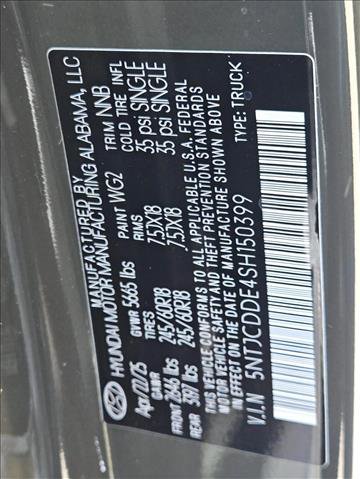 MANUFACTURED BY
HYUNDAI MOTOR MANUFACTURING ALABAMA, LLC
Apr/22/25 PAINT WG2 TRIM NNB
GVWR 5665 lbs
GAWR TIRES RIMS COLD TIRE INFL
FRONT 2646 lbs 245/60R18 7.5JX18 35 psi SINGLE
REAR 3197 lbs 245/60R18 7.5JX18 35 psi SINGLE
THIS VEHICLE CONFORMS TO ALL APPLICABLE U.S.A. FEDERAL
MOTOR VEHICLE SAFETY AND THEFT PREVENTION STANDARDS
IN EFFECT ON THE DATE OF MANUFACTURE SHOWN ABOVE
V.I.N 5NTJCDDE4SH150399 TYPE: TRUCK